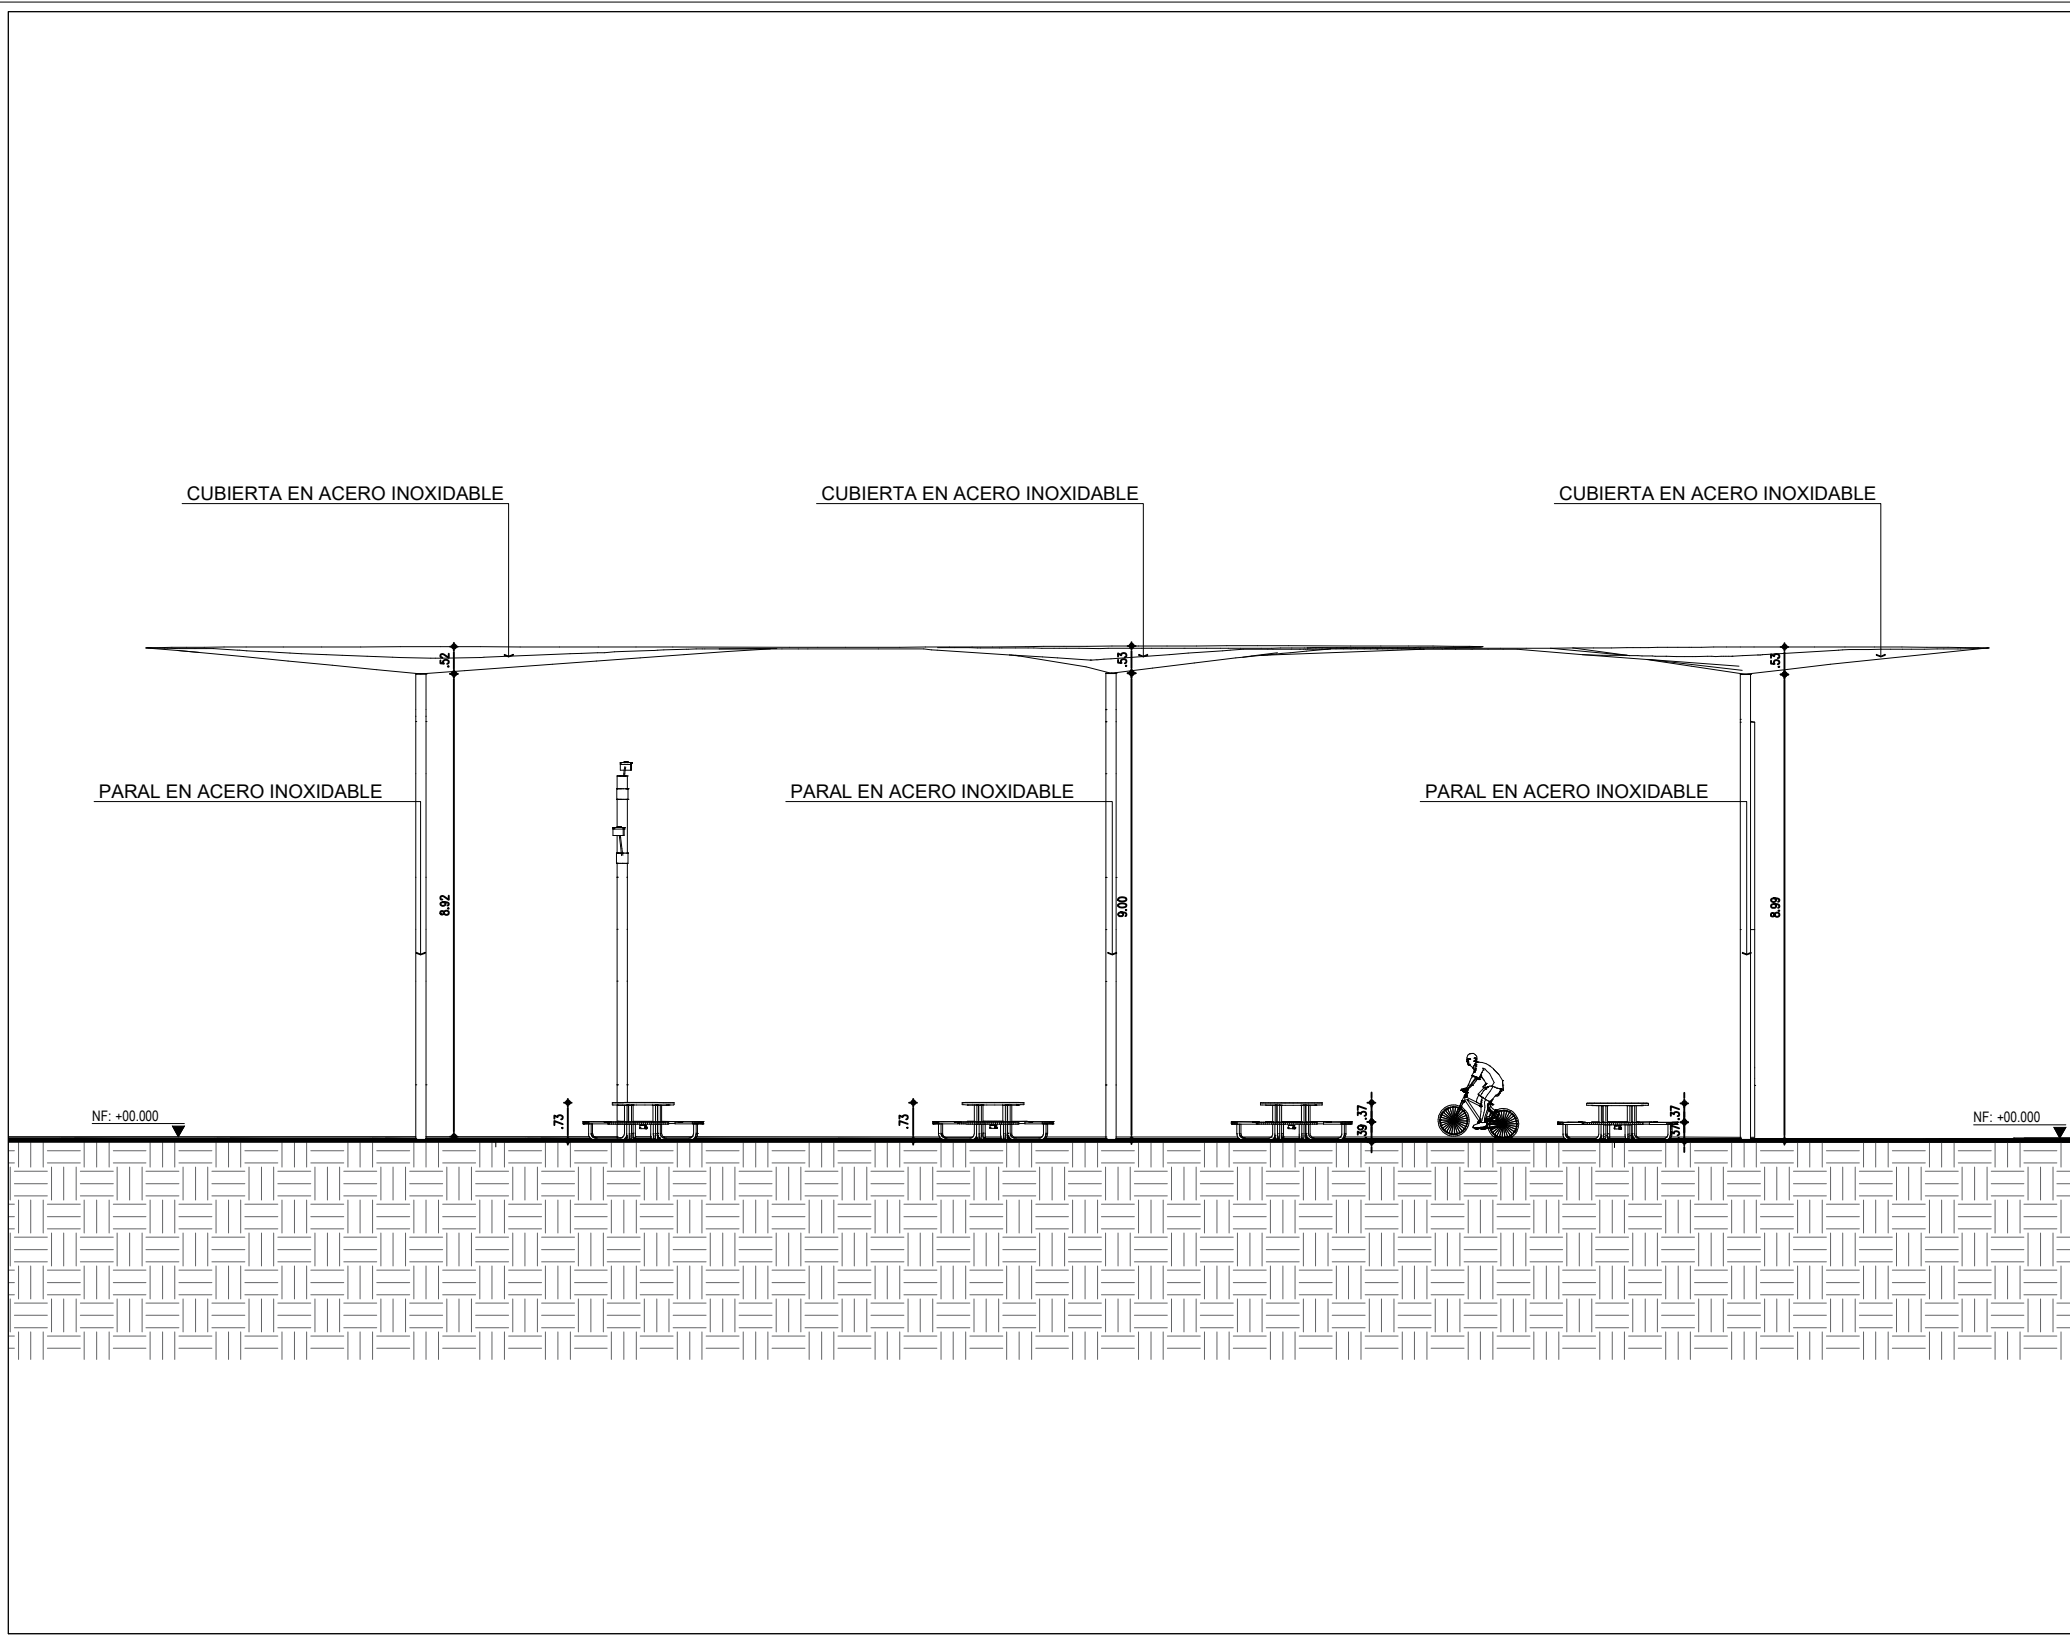 CUBIERTA EN ACERO INOXIDABLE
CUBIERTA EN ACERO INOXIDABLE
CUBIERTA EN ACERO INOXIDABLE
.52
.53
.53
PARAL EN ACERO INOXIDABLE
PARAL EN ACERO INOXIDABLE
PARAL EN ACERO INOXIDABLE
8.92
9.00
8.99
NF: +00.000
.73
.73
.37
.39
.37
.37
NF: +00.000